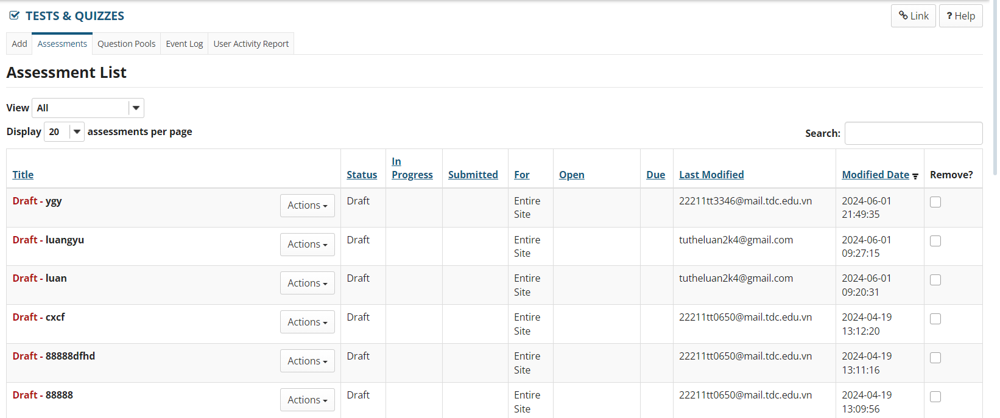 TESTS & QUIZZES
Link
? Help
Add
Assessments
Question Pools
Event Log
User Activity Report
Assessment List
View All
Display 20 assessments per page
Search:
Title
Status
In Progress
Submitted
For
Open
Due
Last Modified
Modified Date
Remove?
Draft - ygy
Actions
Draft
Entire Site
22211tt3346@mail.tdc.edu.vn
2024-06-01 21:49:35
Draft - luangyu
Actions
Draft
Entire Site
tutheluan2k4@gmail.com
2024-06-01 09:27:15
Draft - luan
Actions
Draft
Entire Site
tutheluan2k4@gmail.com
2024-06-01 09:20:31
Draft - cxcf
Actions
Draft
Entire Site
22211tt0650@mail.tdc.edu.vn
2024-04-19 13:12:20
Draft - 88888dfhd
Actions
Draft
Entire Site
22211tt0650@mail.tdc.edu.vn
2024-04-19 13:11:16
Draft - 88888
Actions
Draft
Entire Site
22211tt0650@mail.tdc.edu.vn
2024-04-19 13:09:56